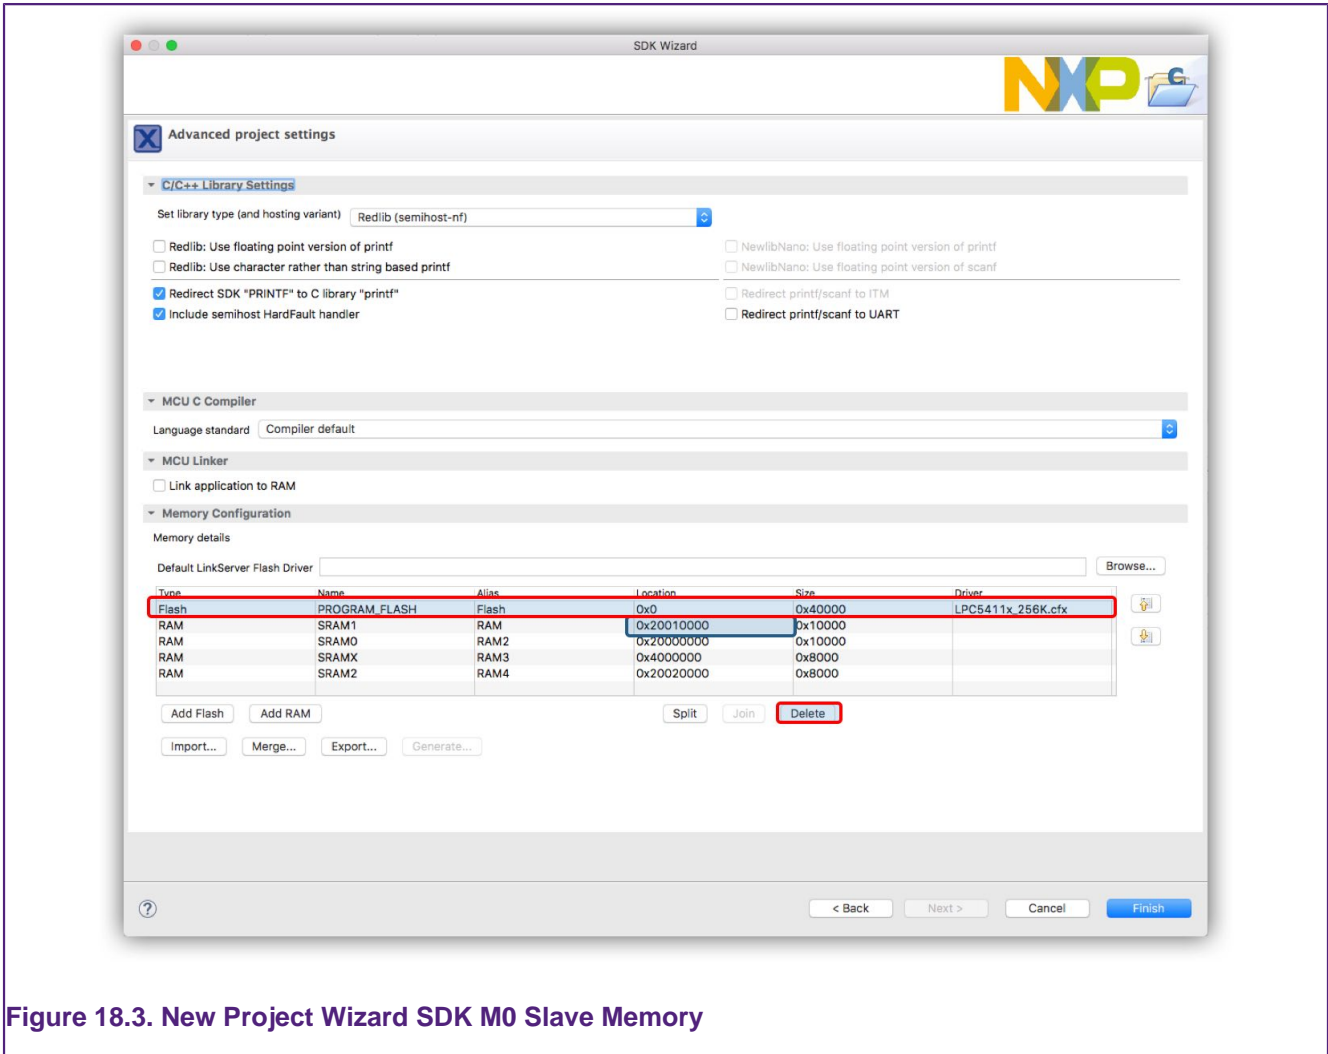 SDK Wizard
NXP C
X Advanced project settings
C/C++ Library Settings
Set library type (and hosting variant) Redlib (semihost-nf)
Redlib: Use floating point version of printf NewlibNano: Use floating point version of printf
Redlib: Use character rather than string based printf NewlibNano: Use floating point version of scanf
Redirect SDK "PRINTF" to C library "printf" Redirect printf/scanf to ITM
Include semihost HardFault handler Redirect printf/scanf to UART
MCU C Compiler
Language standard Compiler default
MCU Linker
Link application to RAM
Memory Configuration
Memory details
Default LinkServer Flash Driver Browse...
Type Name Alias Location Size Driver
Flash PROGRAM_FLASH Flash 0x0 0x40000 LPC5411x_256K.cfx
RAM SRAM1 RAM 0x20010000 0x10000
RAM SRAM0 RAM2 0x20000000 0x10000
RAM SRAMX RAM3 0x4000000 0x8000
RAM SRAM2 RAM4 0x20020000 0x8000
Add Flash Add RAM Split Join Delete
Import... Merge... Export... Generate...
? < Back Next > Cancel Finish
Figure 18.3. New Project Wizard SDK M0 Slave Memory